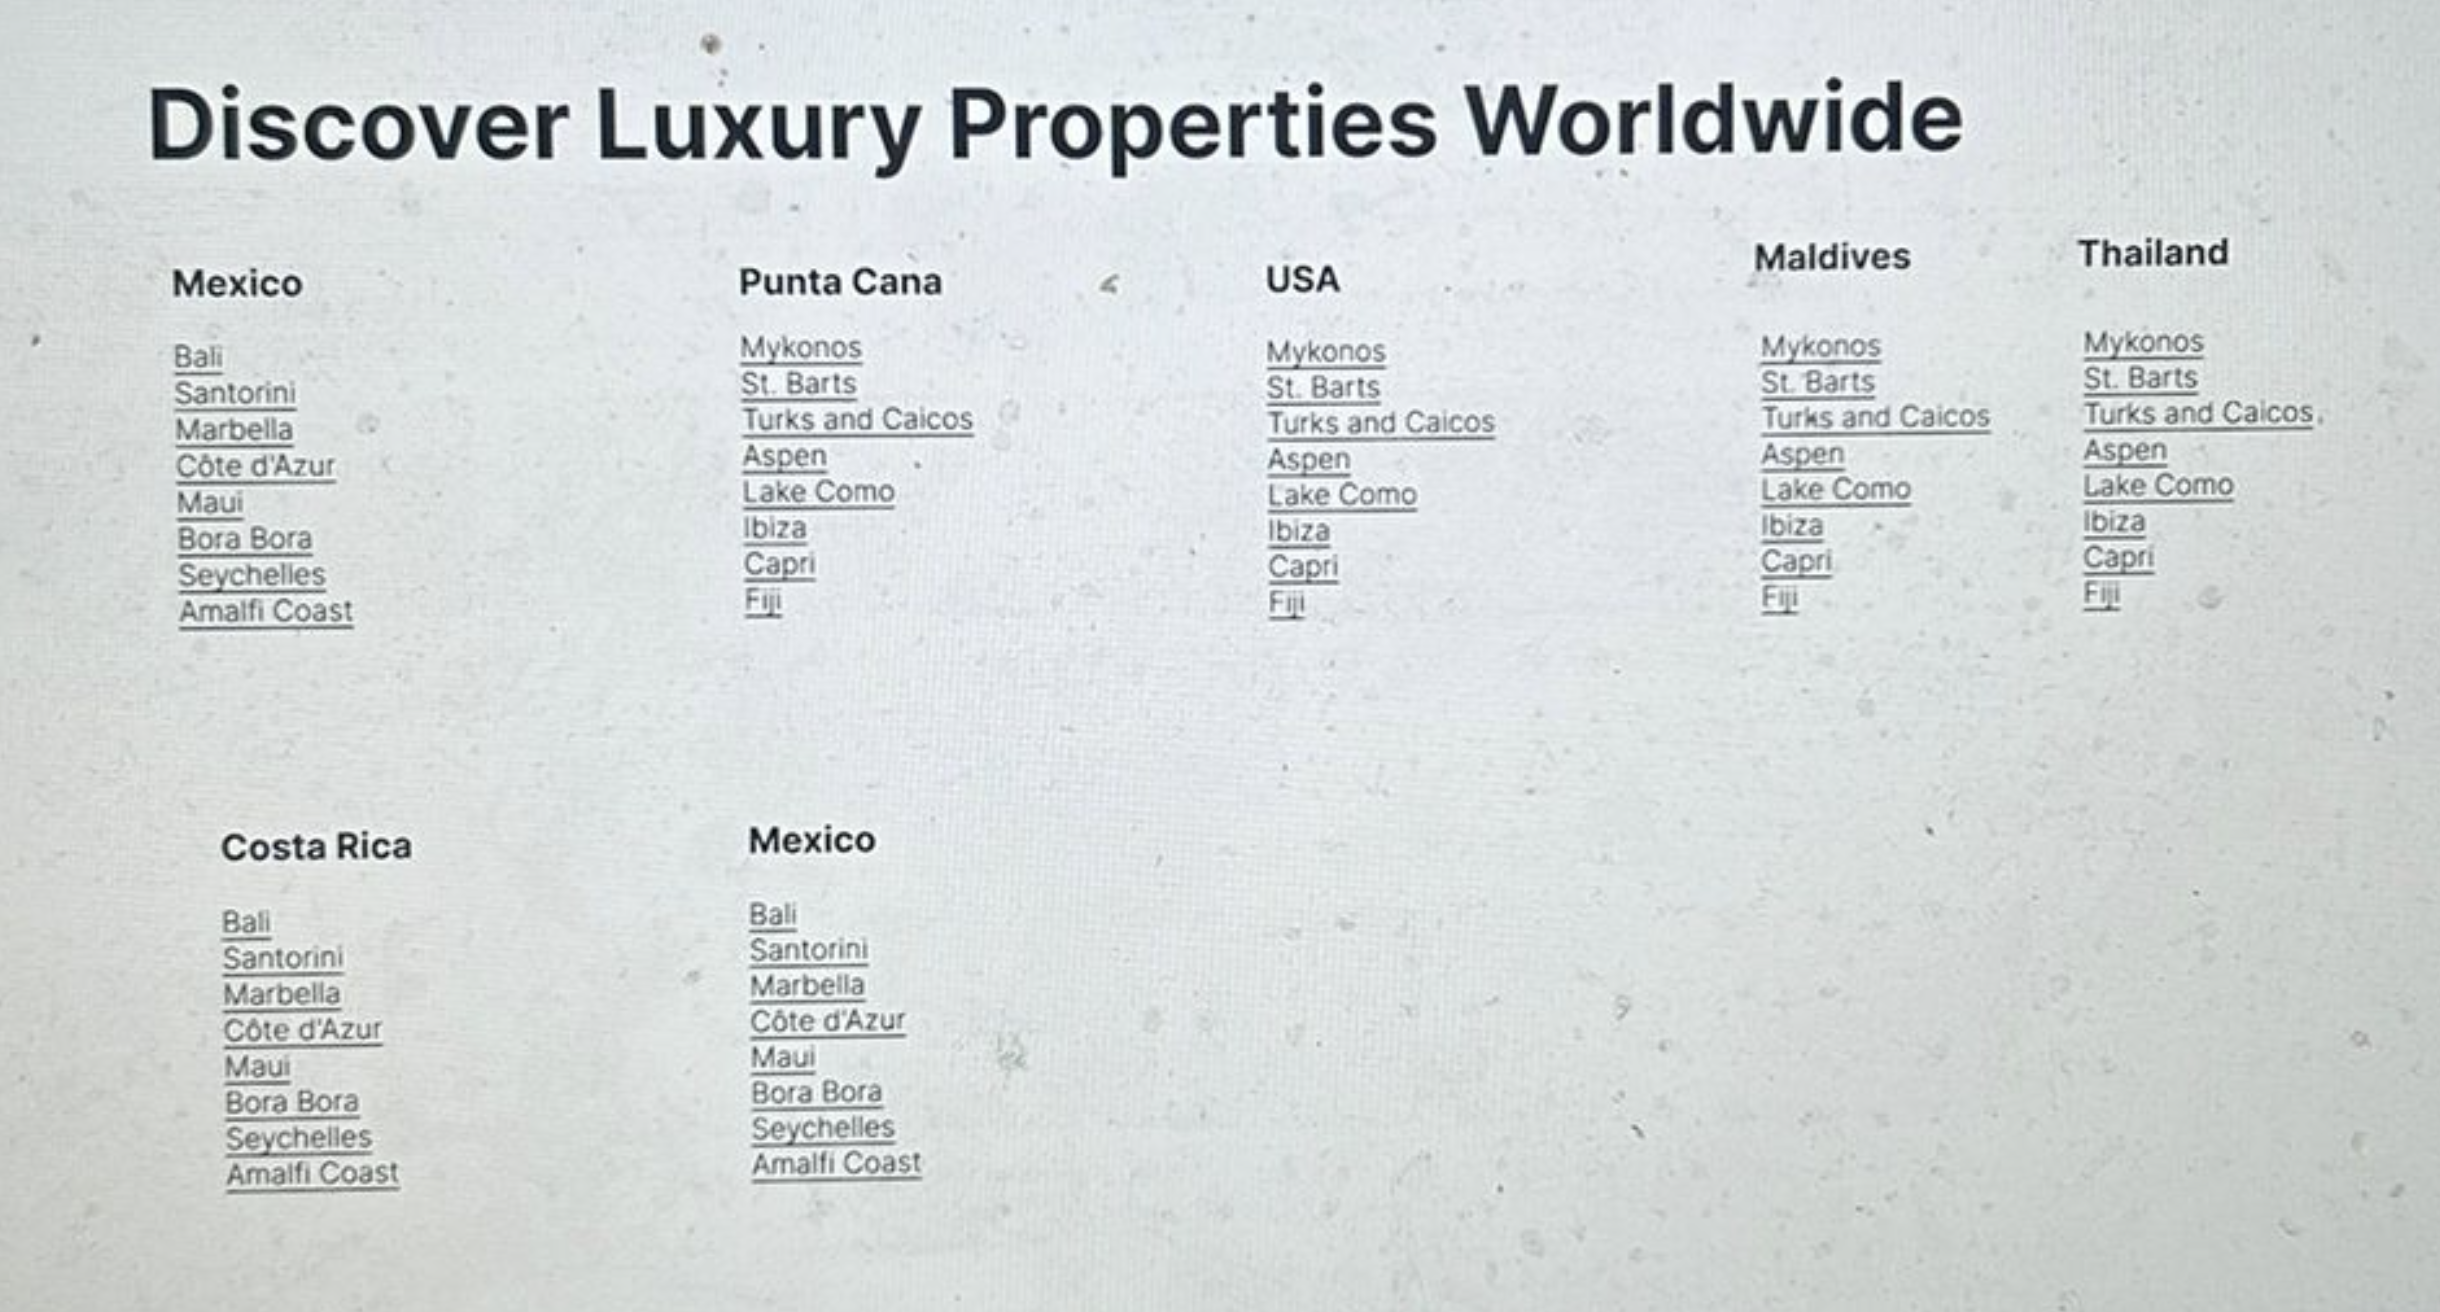 Discover Luxury Properties Worldwide
Mexico
Bali
Santorini
Marbella
Côte d'Azur
Maui
Bora Bora
Seychelles
Amalfi Coast
Punta Cana
Mykonos
St. Barts
Turks and Caicos
Aspen
Lake Como
Ibiza
Capri
Fiji
USA
Mykonos
St. Barts
Turks and Caicos
Aspen
Lake Como
Ibiza
Capri
Fiji
Maldives
Mykonos
St. Barts
Turks and Caicos
Aspen
Lake Como
Ibiza
Capri
Fiji
Thailand
Mykonos
St. Barts
Turks and Caicos
Aspen
Lake Como
Ibiza
Capri
Fiji
Costa Rica
Bali
Santorini
Marbella
Côte d'Azur
Maui
Bora Bora
Seychelles
Amalfi Coast
Mexico
Bali
Santorini
Marbella
Côte d'Azur
Maui
Bora Bora
Seychelles
Amalfi Coast